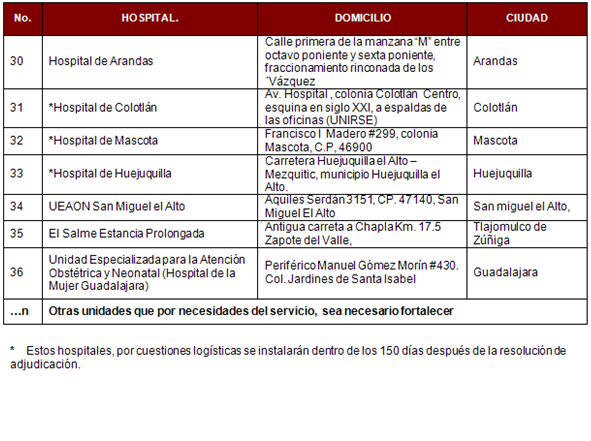 No. HOSPITAL. DOMICILIO CIUDAD
30 Hospital de Arandas Calle primera de la manzana “M” entre
octavo poniente y sexta poniente,
fraccionamiento rinconada de los
´Vázquez Arandas
31 *Hospital de Colotlán Av. Hospital , colonia Colotlán Centro,
esquina en siglo XXI, a espaldas de
las oficinas (UNIRSE) Colotlán
32 *Hospital de Mascota Francisco I Madero #299, colonia
Mascota, C.P, 46900 Mascota
33 *Hospital de Huejuquilla Carretera Huejuquilla el Alto –
Mezquitic, municipio Huejuquilla el
Alto. Huejuquilla
34 UEAON San Miguel el Alto Aquiles Serdán 3151, CP. 47140, San
Miguel El Alto San miguel el Alto,
35 El Salme Estancia Prolongada Antigua carreta a Chapla Km. 17.5
Zapote del Valle, Tlajomulco de
Zúñiga
36 Unidad Especializada para la Atención
Obstétrica y Neonatal (Hospital de la
Mujer Guadalajara) Periférico Manuel Gómez Morín #430.
Col. Jardines de Santa Isabel Guadalajara
…n Otras unidades que por necesidades del servicio, sea necesario fortalecer
* Estos hospitales, por cuestiones logísticas se instalarán dentro de los 150 días después de la resolución de
adjudicación.